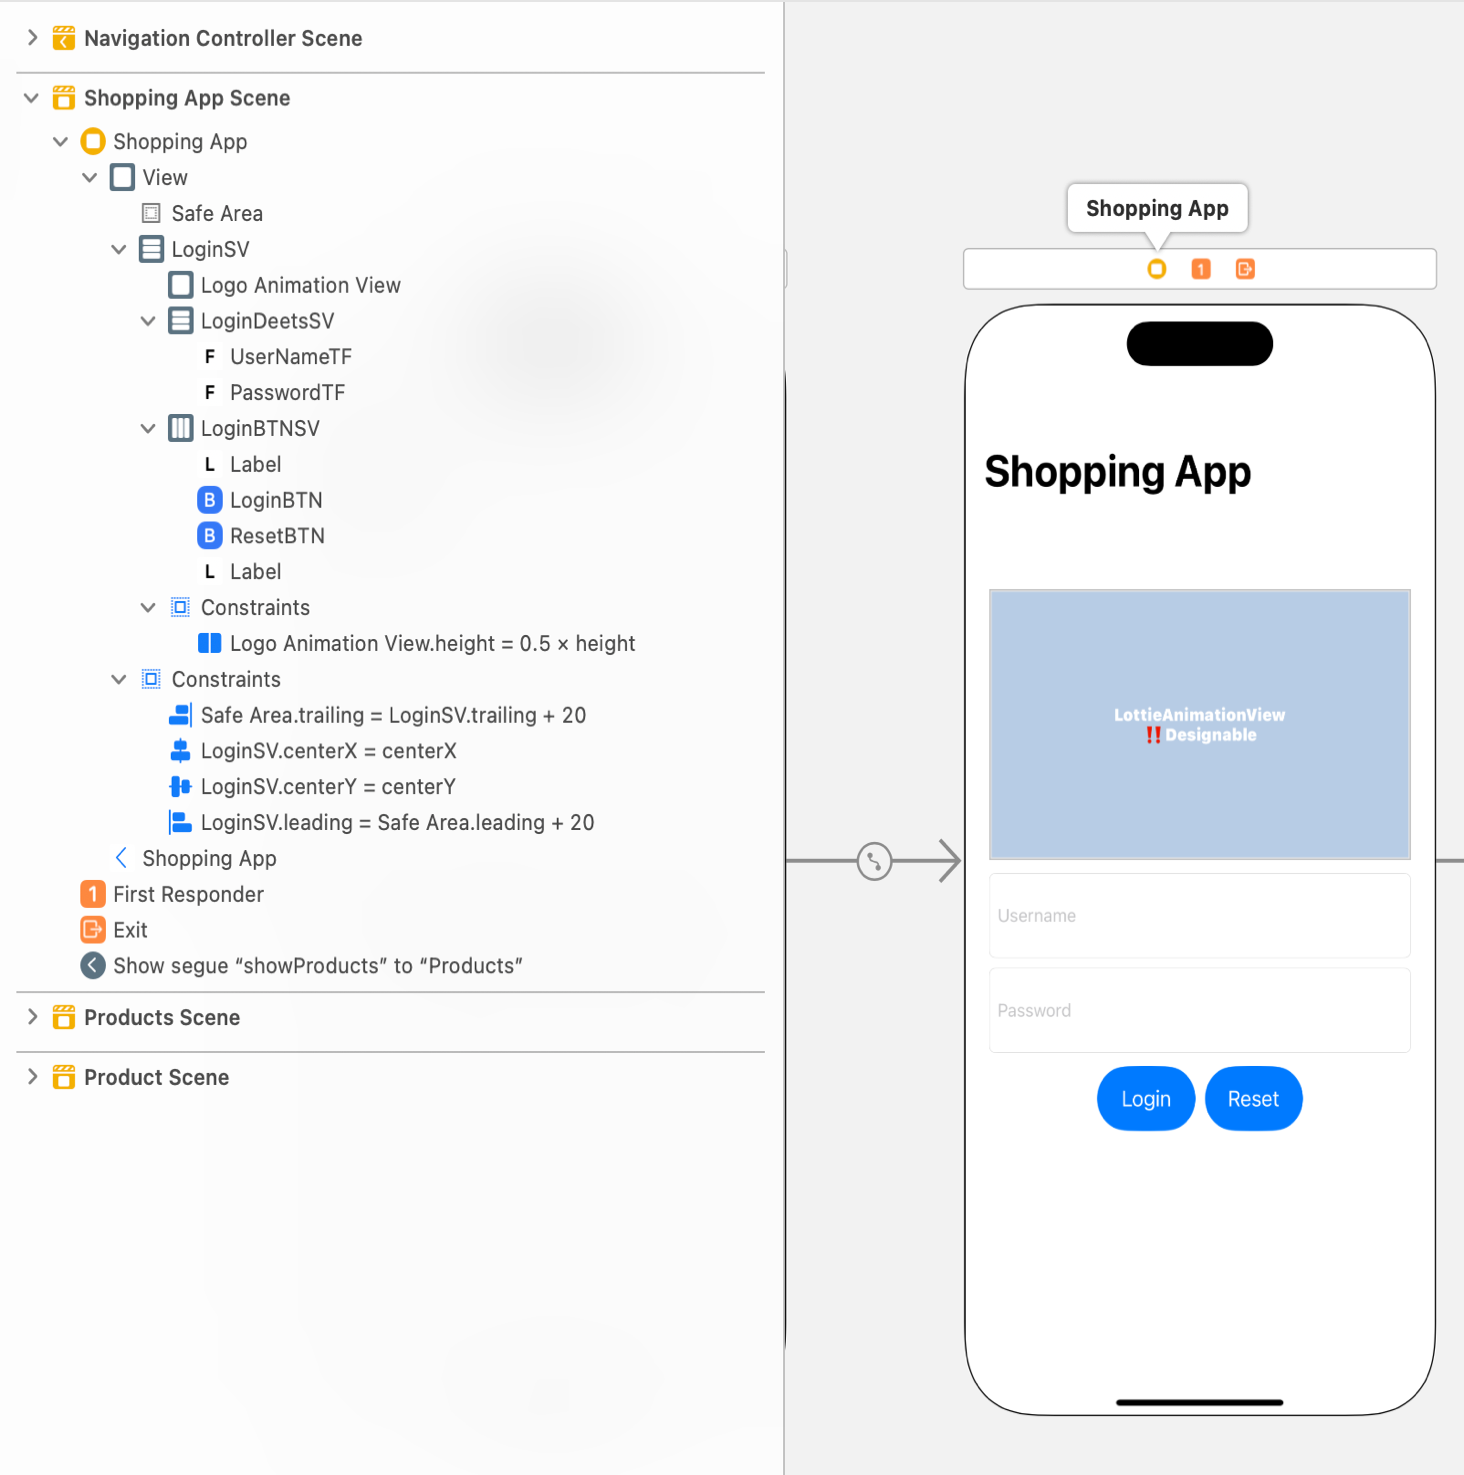 Navigation Controller Scene
Shopping App Scene
Shopping App
View
Safe Area
LoginSV
Logo Animation View
LoginDeetsSV
F UserNameTF
F PasswordTF
LoginBTNSV
L Label
B LoginBTN
B ResetBTN
L Label
Constraints
Logo Animation View.height = 0.5 × height
Constraints
Safe Area.trailing = LoginSV.trailing + 20
LoginSV.centerX = centerX
LoginSV.centerY = centerY
LoginSV.leading = Safe Area.leading + 20
Shopping App
1 First Responder
Exit
Show segue “showProducts” to “Products”
Products Scene
Product Scene
Shopping App
1
Shopping App
LottieAnimationView
‼️Designable
Username
Password
Login Reset